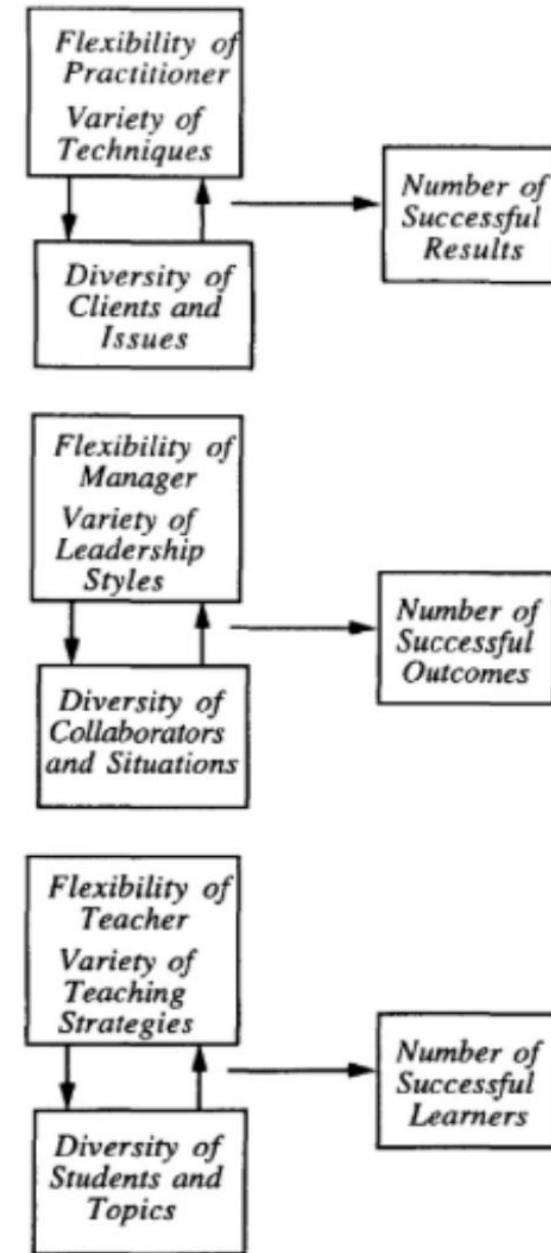 Flexibility of
Practitioner
Variety of
Techniques
Number of
Successful
Results
Diversity of
Clients and
Issues
Flexibility of
Manager
Variety of
Leadership
Styles
Number of
Successful
Outcomes
Diversity of
Collaborators
and Situations
Flexibility of
Teacher
Variety of
Teaching
Strategies
Number of
Successful
Learners
Diversity of
Students and
Topics